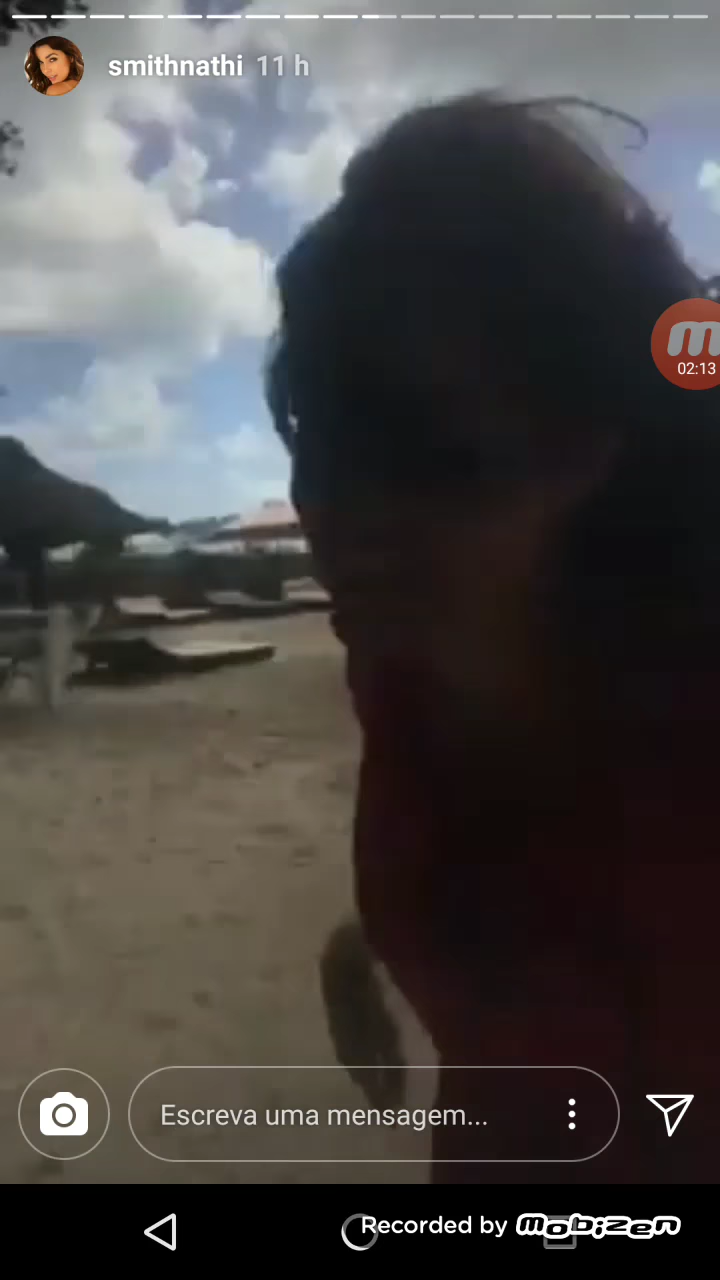 smithnathi 11 h
m
02:13
Escreva uma mensagem...
Recorded by mobizen